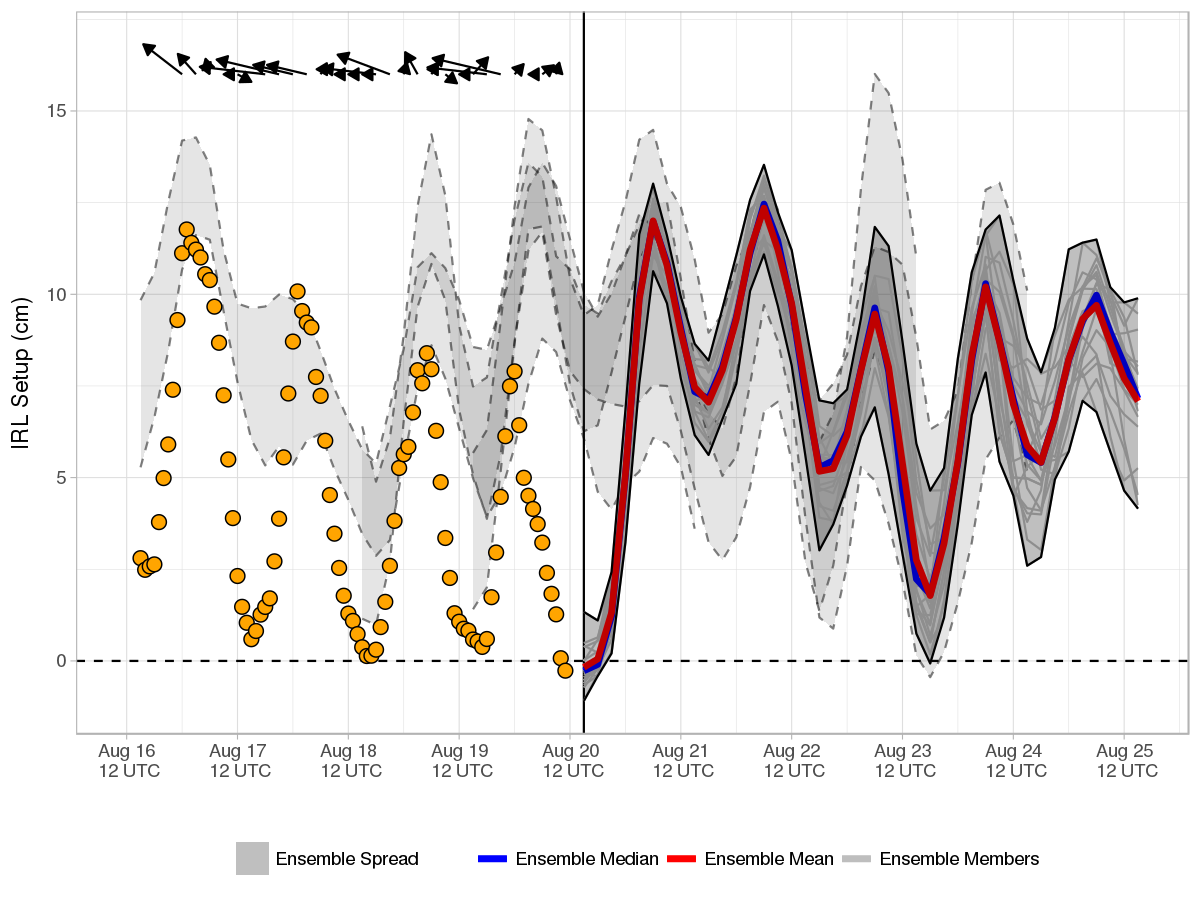 IRL Setup (cm)
15
10
5
0
Aug 16 Aug 17 Aug 18 Aug 19 Aug 20 Aug 21 Aug 22 Aug 23 Aug 24 Aug 25
12 UTC 12 UTC 12 UTC 12 UTC 12 UTC 12 UTC 12 UTC 12 UTC 12 UTC 12 UTC
Ensemble Spread Ensemble Median Ensemble Mean Ensemble Members